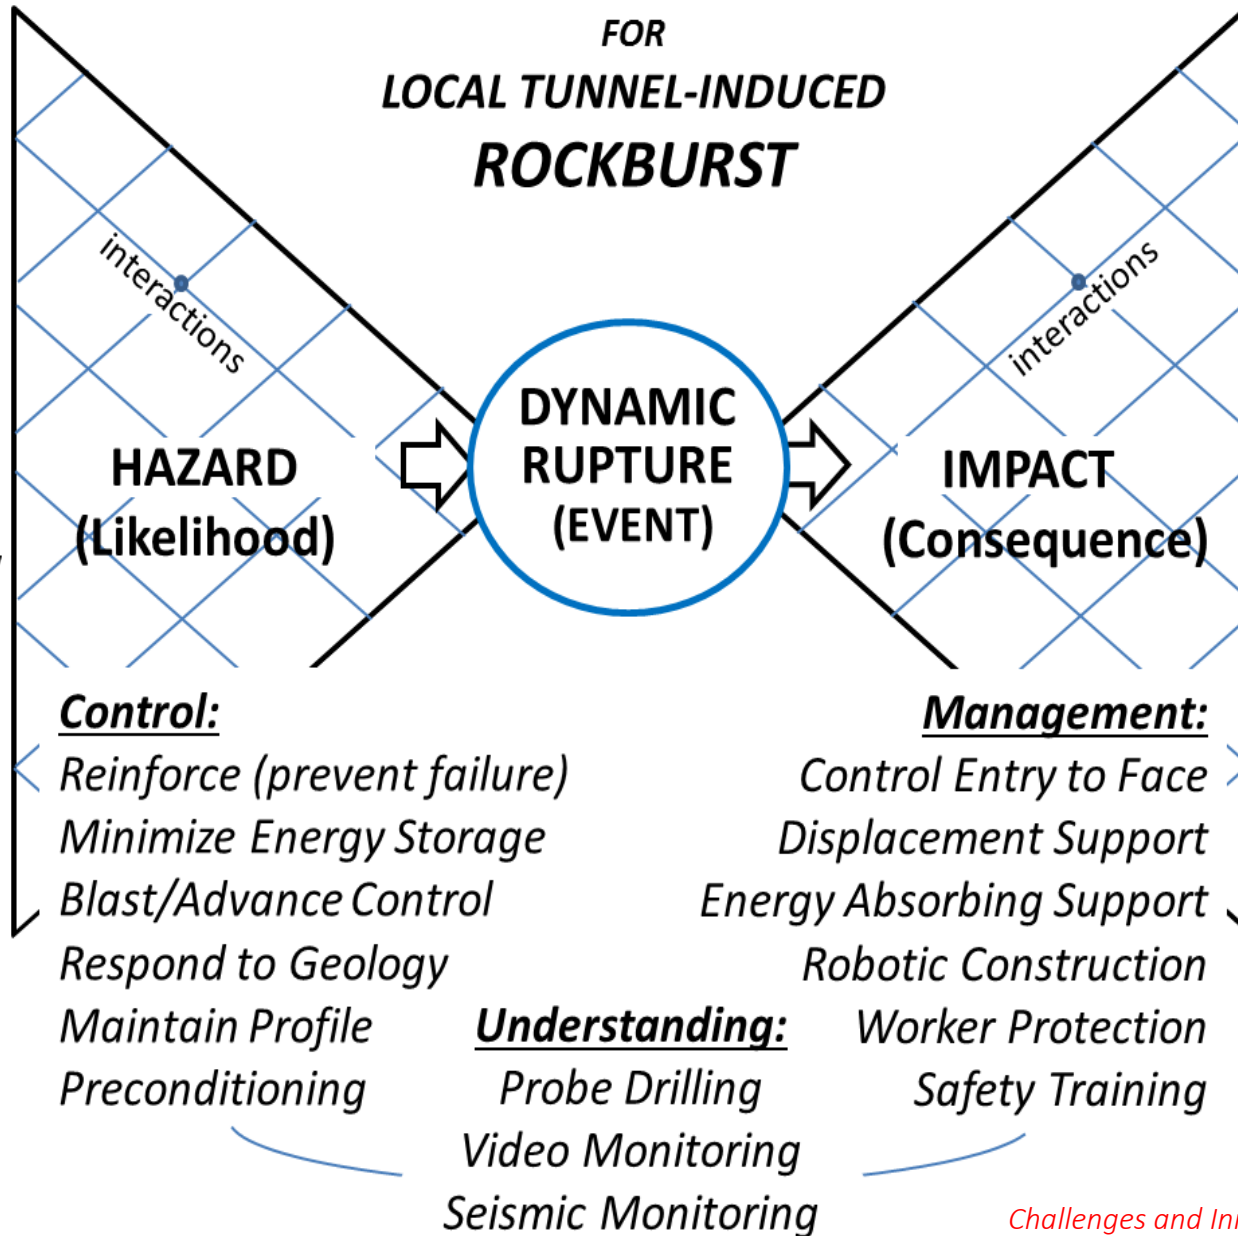 FOR
LOCAL TUNNEL-INDUCED
ROCKBURST
interactions
interactions
DYNAMIC
RUPTURE
(EVENT)
HAZARD
(Likelihood)
IMPACT
(Consequence)
Control:
Reinforce (prevent failure)
Minimize Energy Storage
Blast/Advance Control
Respond to Geology
Maintain Profile
Preconditioning
Understanding:
Probe Drilling
Video Monitoring
Seismic Monitoring
Management:
Control Entry to Face
Displacement Support
Energy Absorbing Support
Robotic Construction
Worker Protection
Safety Training
Challenges and